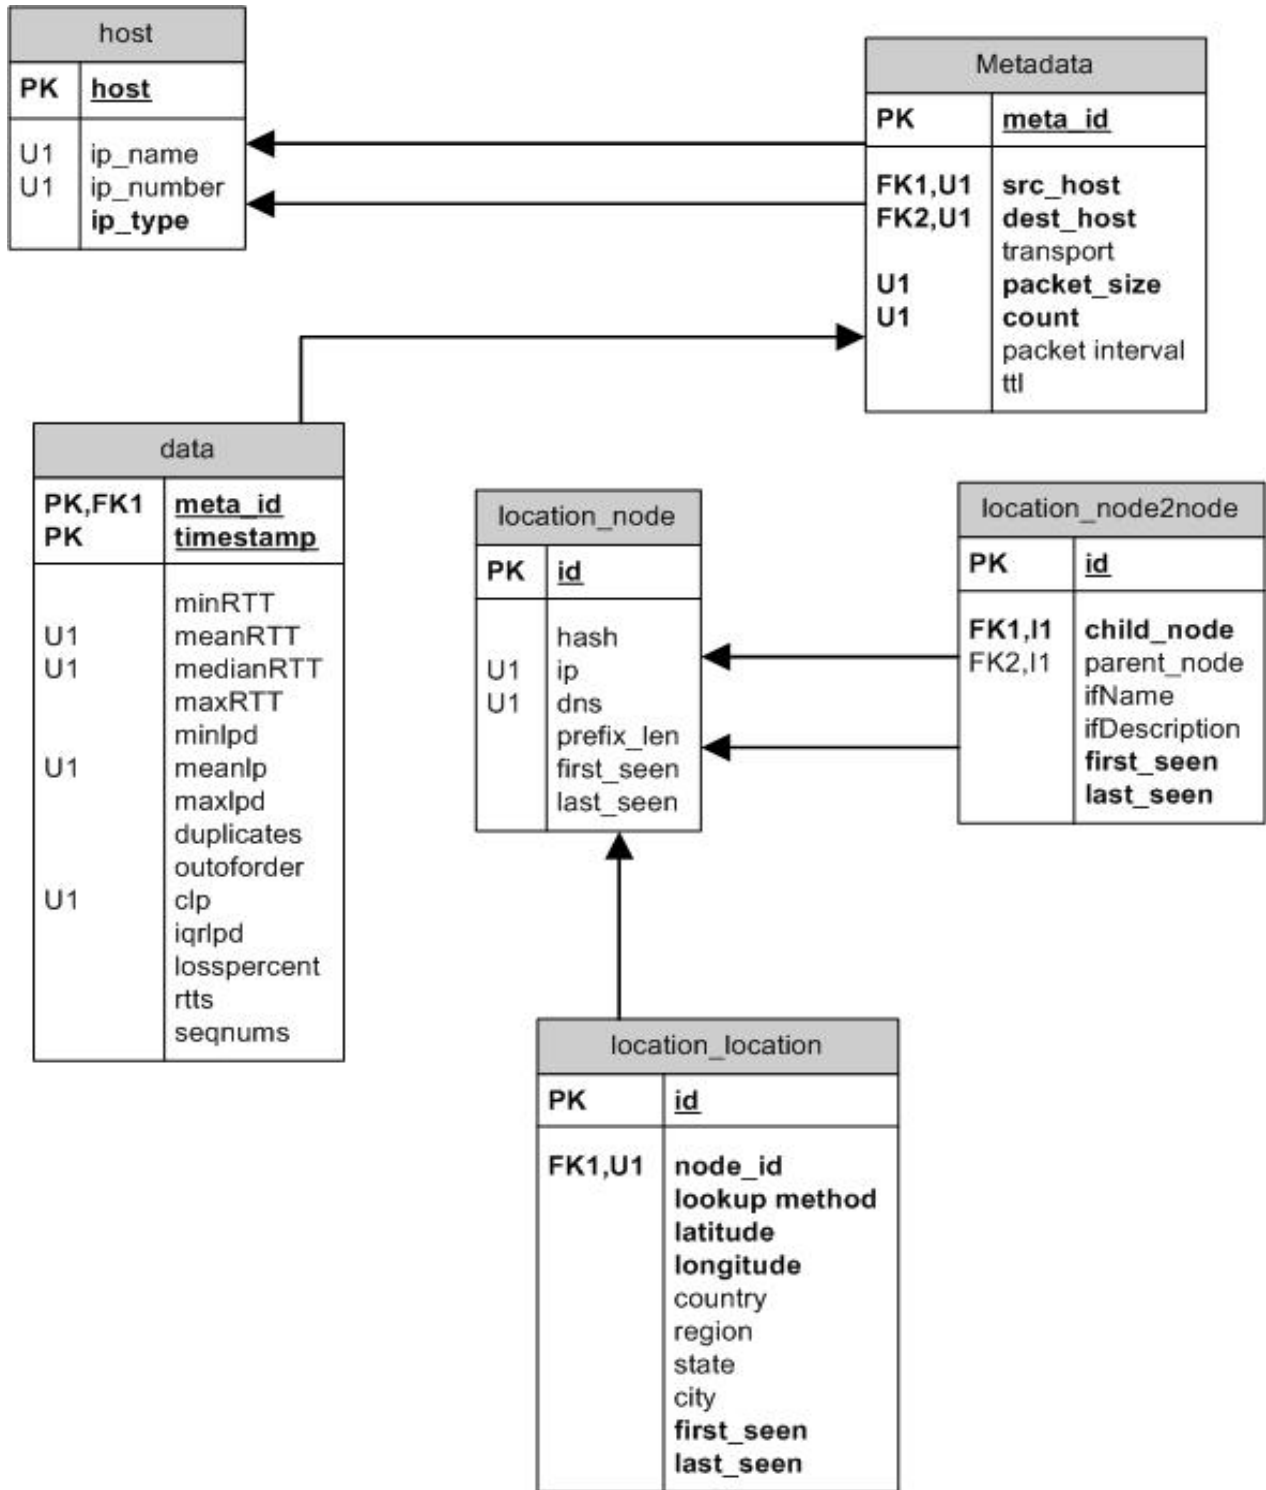 host
PK host
U1 ip_name
U1 ip_number
ip_type
Metadata
PK meta_id
FK1,U1 src_host
FK2,U1 dest_host
transport
U1 packet_size
U1 count
packet interval
ttl
data
PK,FK1 meta_id
PK timestamp
minRTT
U1 meanRTT
U1 medianRTT
maxRTT
minIpd
U1 meanIp
maxIpd
duplicates
outoforder
U1 clp
iqrIpd
losspercent
rtts
seqnums
location_node
PK id
hash
U1 ip
U1 dns
prefix_len
first_seen
last_seen
location_node2node
PK id
FK1,I1 child_node
FK2,I1 parent_node
ifName
ifDescription
first_seen
last_seen
location_location
PK id
FK1,U1 node_id
lookup method
latitude
longitude
country
region
state
city
first_seen
last_seen